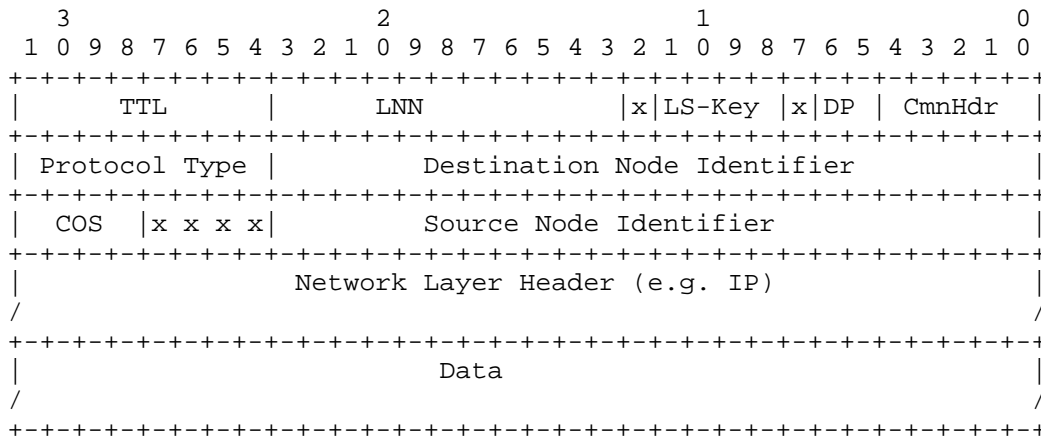 3                   2                   1                   0
 1 0 9 8 7 6 5 4 3 2 1 0 9 8 7 6 5 4 3 2 1 0 9 8 7 6 5 4 3 2 1 0
+-+-+-+-+-+-+-+-+-+-+-+-+-+-+-+-+-+-+-+-+-+-+-+-+-+-+-+-+-+-+-+-+
|      TTL      |      LNN            |x|LS-Key |x|DP | CmnHdr  |
+-+-+-+-+-+-+-+-+-+-+-+-+-+-+-+-+-+-+-+-+-+-+-+-+-+-+-+-+-+-+-+-+
| Protocol Type |         Destination Node Identifier           |
+-+-+-+-+-+-+-+-+-+-+-+-+-+-+-+-+-+-+-+-+-+-+-+-+-+-+-+-+-+-+-+-+
|  COS  |x x x x|         Source Node Identifier                |
+-+-+-+-+-+-+-+-+-+-+-+-+-+-+-+-+-+-+-+-+-+-+-+-+-+-+-+-+-+-+-+-+
|                 Network Layer Header (e.g. IP)                |
/                                                               /
+-+-+-+-+-+-+-+-+-+-+-+-+-+-+-+-+-+-+-+-+-+-+-+-+-+-+-+-+-+-+-+-+
|                          Data                                 |
/                                                               /
+-+-+-+-+-+-+-+-+-+-+-+-+-+-+-+-+-+-+-+-+-+-+-+-+-+-+-+-+-+-+-+-+